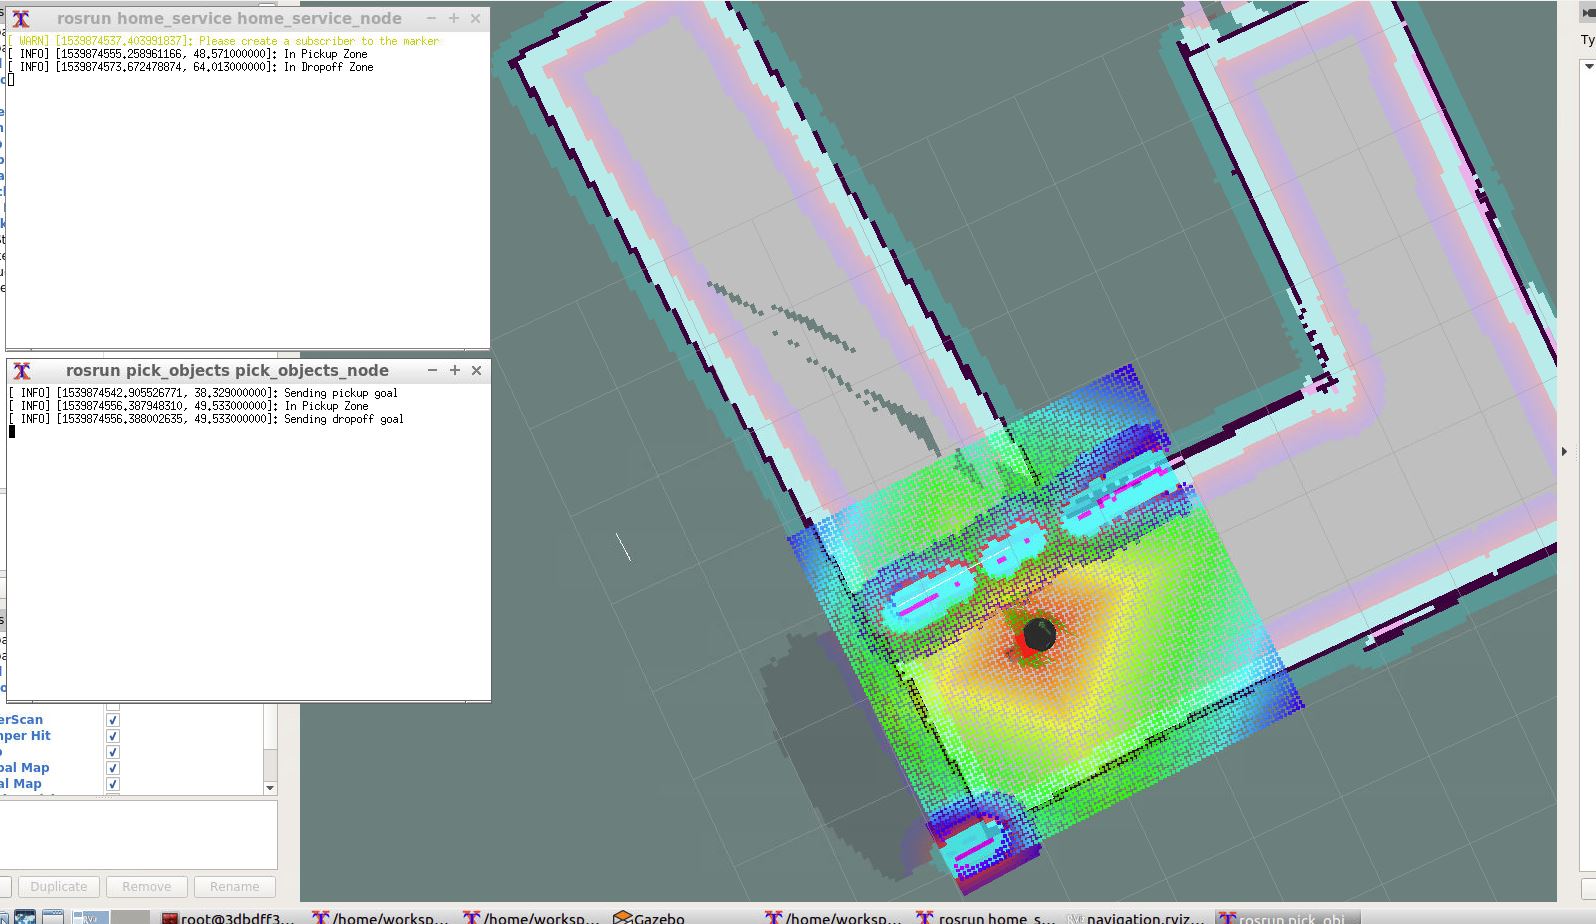 rosrun home_service home_service_node
[ WARN] [1539874537.403991837]: Please create a subscriber to the marker
[ INFO] [1539874555.258961166, 48.571000000]: In Pickup Zone
[ INFO] [1539874573.672478874, 64.013000000]: In Dropoff Zone
rosrun pick_objects pick_objects_node
[ INFO] [1539874542.905526771, 38.329000000]: Sending pickup goal
[ INFO] [1539874556.387948310, 49.533000000]: In Pickup Zone
[ INFO] [1539874556.388002635, 49.533000000]: Sending dropoff goal
Ty
erScan
mper Hit
bal Map
al Map
Duplicate Remove Rename
root@3dbdff3... /home/worksp... /home/worksp... Gazebo /home/worksp... rosrun home_s... navigation.rviz... rosrun pick_obj...